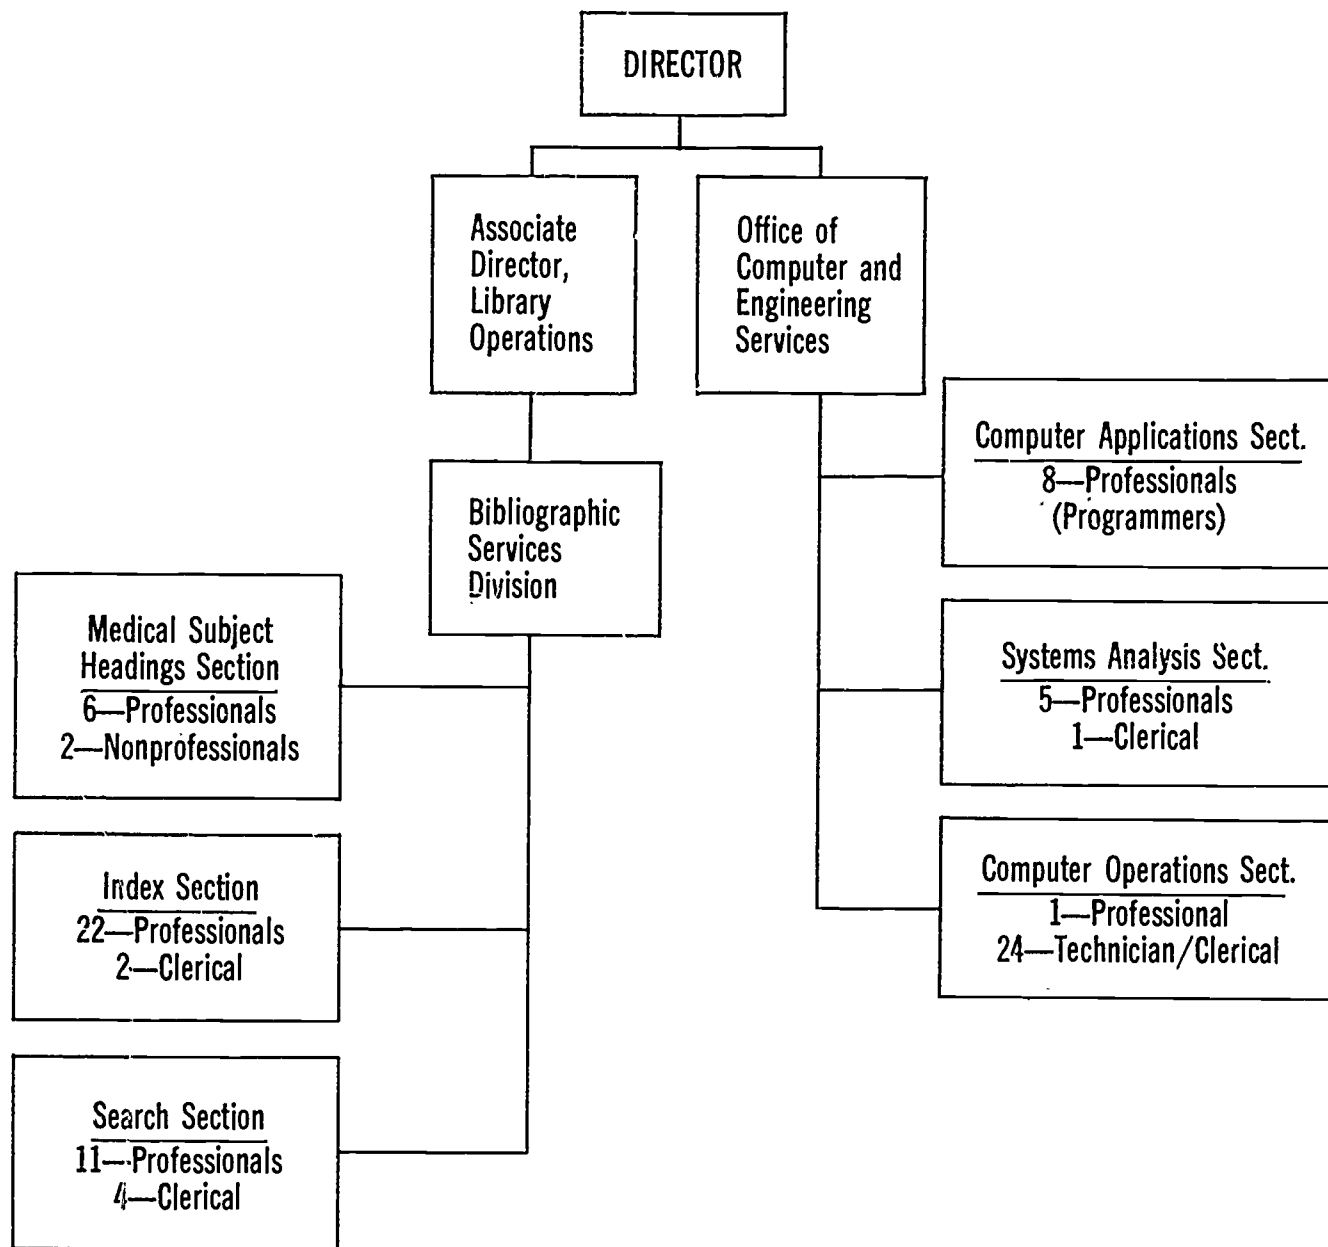 DIRECTOR
Associate
Director,
Library
Operations
Office of
Computer and
Engineering
Services
Bibliographic
Services
Division
Medical Subject
Headings Section
6—Professionals
2—Nonprofessionals
Index Section
22—Professionals
2—Clerical
Search Section
11—Professionals
4—Clerical
Computer Applications Sect.
8—Professionals
(Programmers)
Systems Analysis Sect.
5—Professionals
1—Clerical
Computer Operations Sect.
1—Professional
24—Technician/Clerical